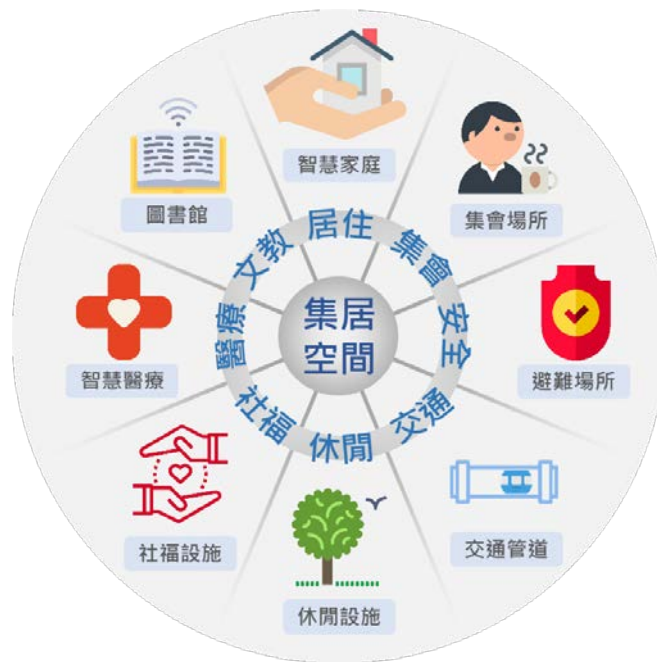 智慧家庭
集會場所
避難場所
交通管道
休閒設施
社福設施
智慧醫療
圖書館
居住
集會
安全
交通
休閒
社福
醫療
文教
集居
空間